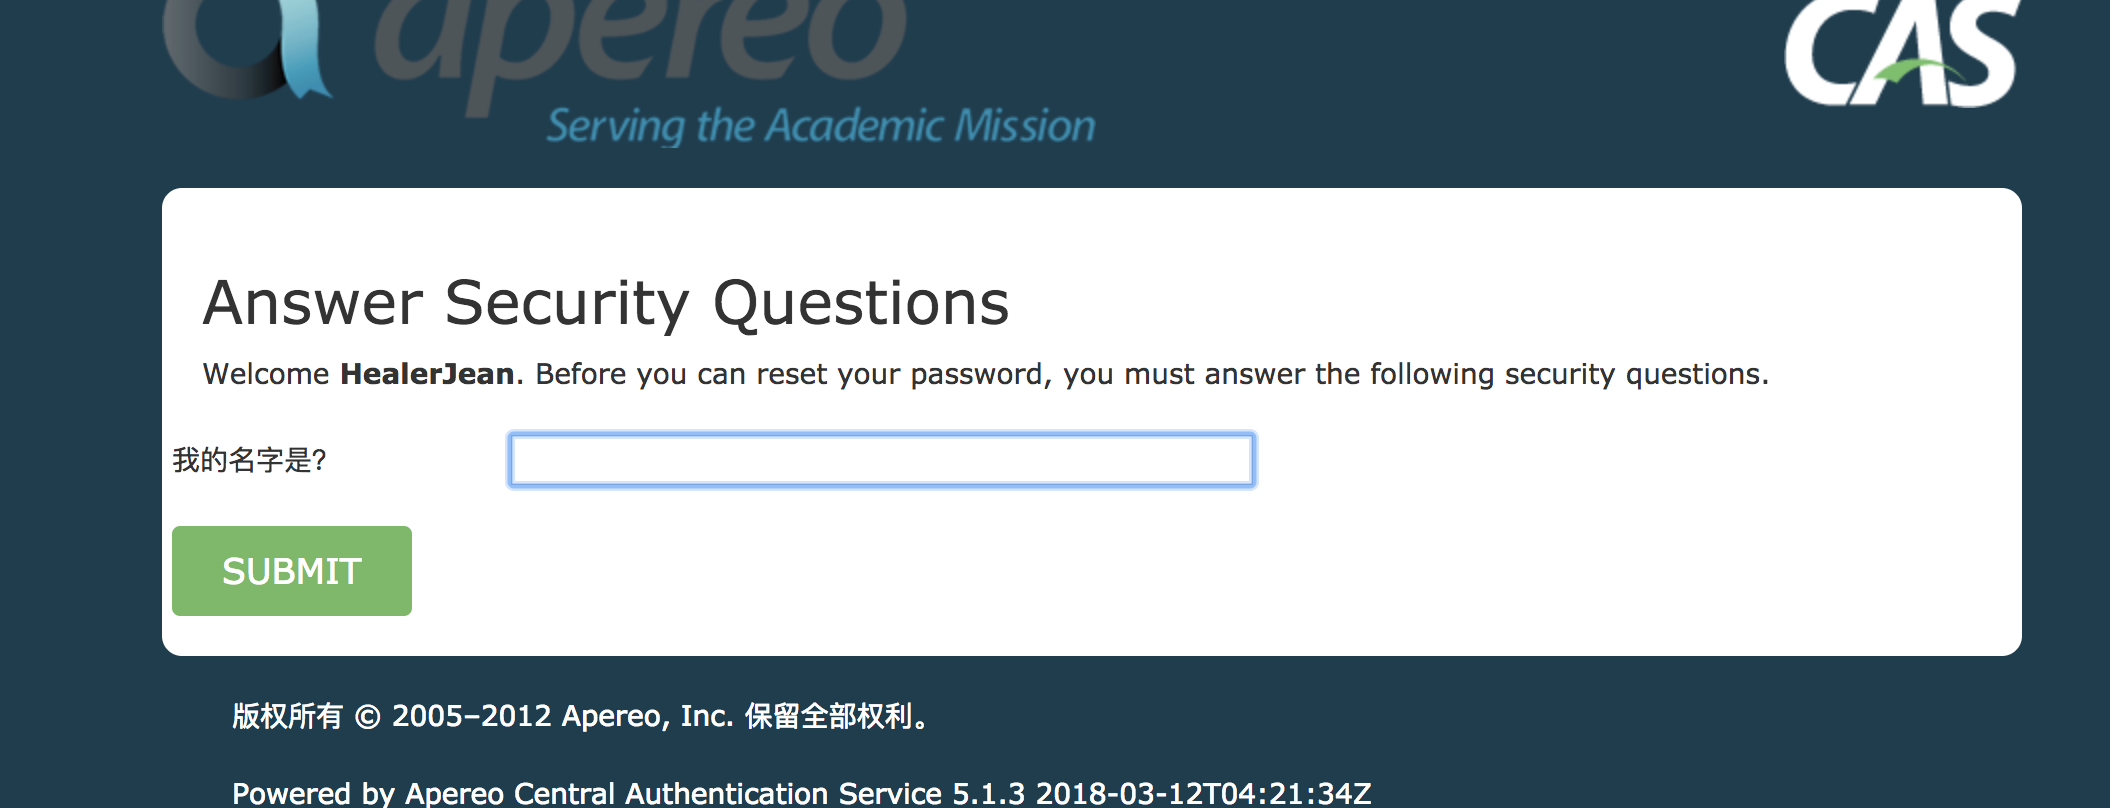 apereo
CAS
Serving the Academic Mission
Answer Security Questions
Welcome HealerJean. Before you can reset your password, you must answer the following security questions.
我的名字是?
SUBMIT
版权所有 © 2005–2012 Apereo, Inc. 保留全部权利。
Powered by Apereo Central Authentication Service 5.1.3 2018-03-12T04:21:34Z